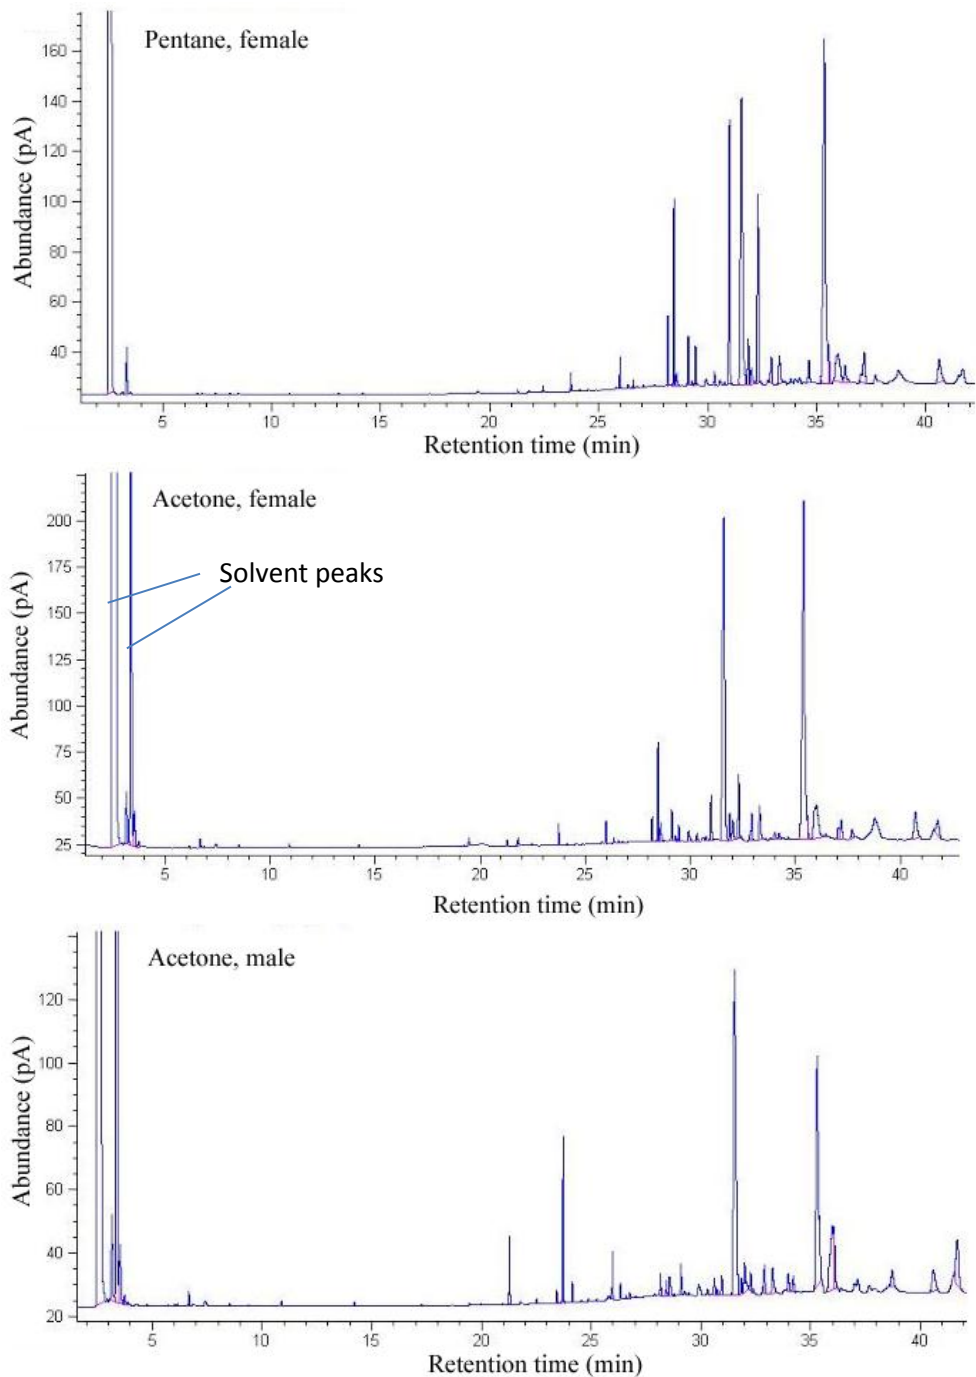 Pentane, female
Abundance (pA)
160
140
120
100
80
60
40
5 10 15 20 25 30 35 40
Retention time (min)
Acetone, female
Solvent peaks
Abundance (pA)
200
175
150
125
100
75
50
25
5 10 15 20 25 30 35 40
Retention time (min)
Acetone, male
Abundance (pA)
120
100
80
60
40
20
5 10 15 20 25 30 35 40
Retention time (min)